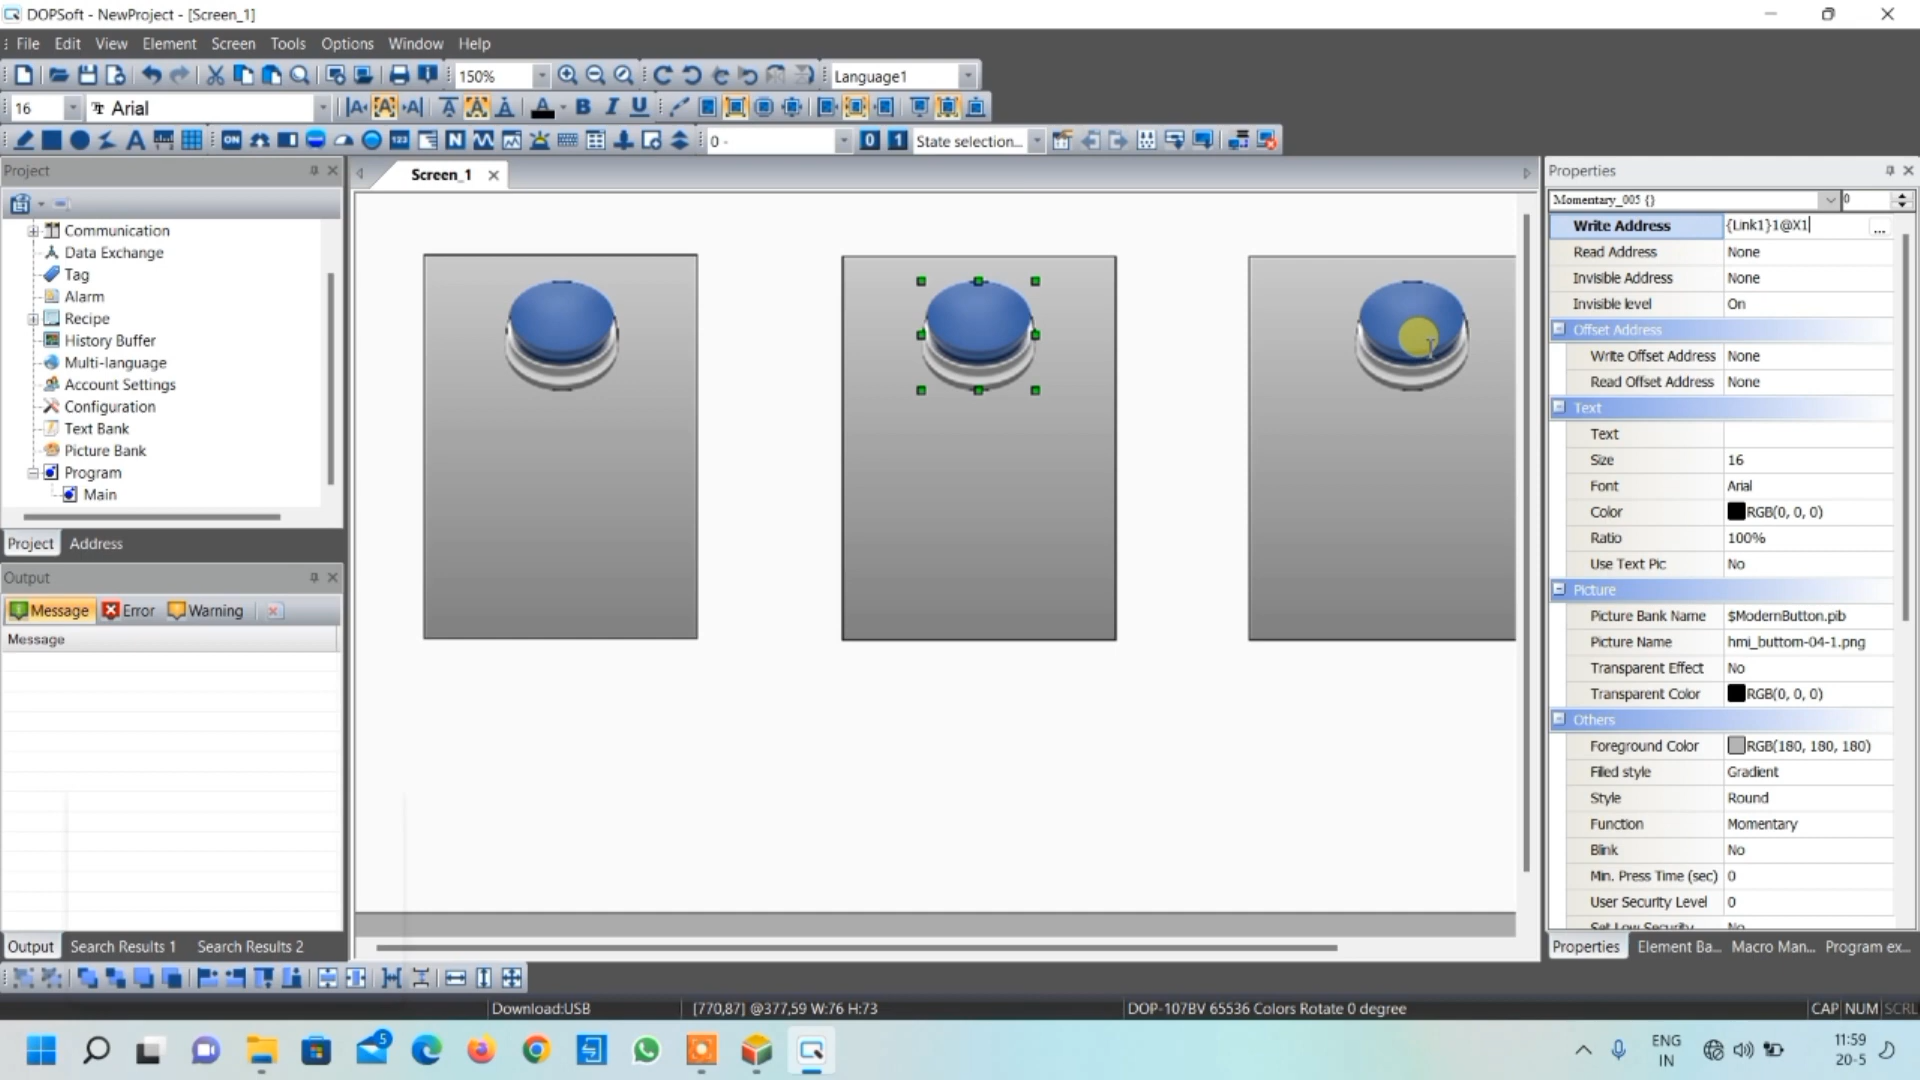 DOPSoft - NewProject - [Screen_1]
File Edit View Element Screen Tools Options Window Help
150% Language1
16 Arial
0 - 0 1 State selection...
Project
Screen_1
Communication
Data Exchange
Tag
Alarm
Recipe
History Buffer
Multi-language
Account Settings
Configuration
Text Bank
Picture Bank
Program
Main
Project Address
Output
Message Error Warning
Message
Output Search Results 1 Search Results 2
Properties
Momentary_005 {} 0
Write Address {Link1}1@X1 ...
Read Address None
Invisible Address None
Invisible level On
Offset Address
Write Offset Address None
Read Offset Address None
Text
Text
Size 16
Font Arial
Color RGB(0, 0, 0)
Ratio 100%
Use Text Pic No
Picture
Picture Bank Name $ModernButton.pib
Picture Name hmi_buttom-04-1.png
Transparent Effect No
Transparent Color RGB(0, 0, 0)
Others
Foreground Color RGB(180, 180, 180)
Filled style Gradient
Style Round
Function Momentary
Blink No
Min. Press Time (sec) 0
User Security Level 0
Set Low Security No
Properties Element Ba... Macro Man... Program ex...
Download:USB [770,87] @377,59 W:76 H:73 DOP-107BV 65536 Colors Rotate 0 degree CAP NUM SCRL
5
ENG
IN
11:59
20-5